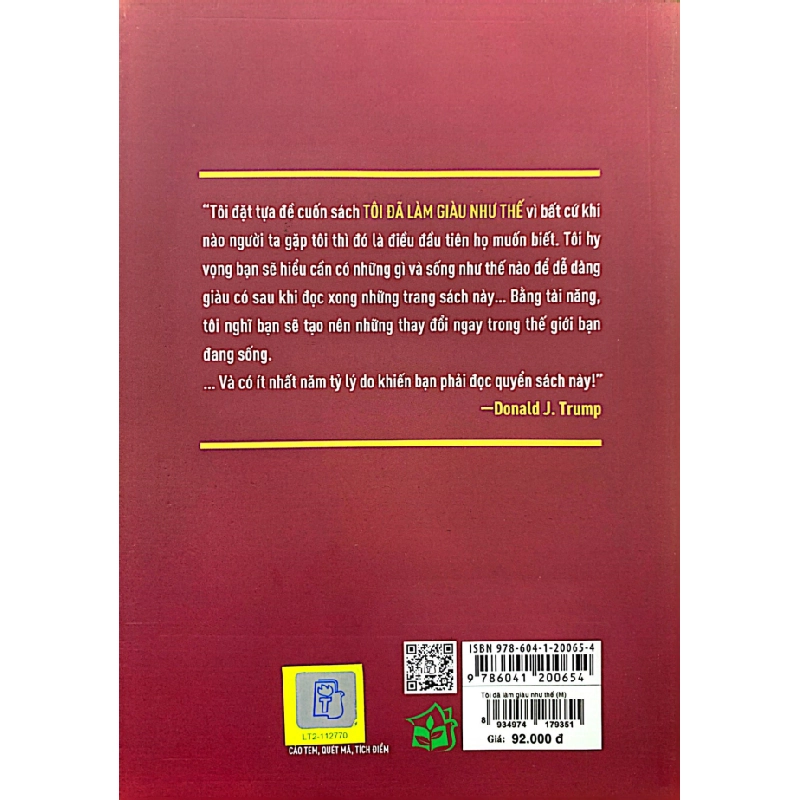 “Tôi đặt tựa đề cuốn sách TÔI ĐÃ LÀM GIÀU NHƯ THẾ vì bất cứ khi
nào người ta gặp tôi thì đó là điều đầu tiên họ muốn biết. Tôi hy
vọng bạn sẽ hiểu cần có những gì và sống như thế nào để dễ dàng
giàu có sau khi đọc xong những trang sách này... Bằng tài năng,
tôi nghĩ bạn sẽ tạo nên những thay đổi ngay trong thế giới bạn
đang sống.
... Và có ít nhất năm tỷ lý do khiến bạn phải đọc quyển sách này!”
—Donald J. Trump
ISBN 978-604-1-20065-4
9 786041 200654
Tôi đã làm giàu như thế (M)
8 934974 179351
Giá: 92.000 đ
T
LT2-112770
CÀO TEM, QUÉT MÃ, TÍCH ĐIỂM